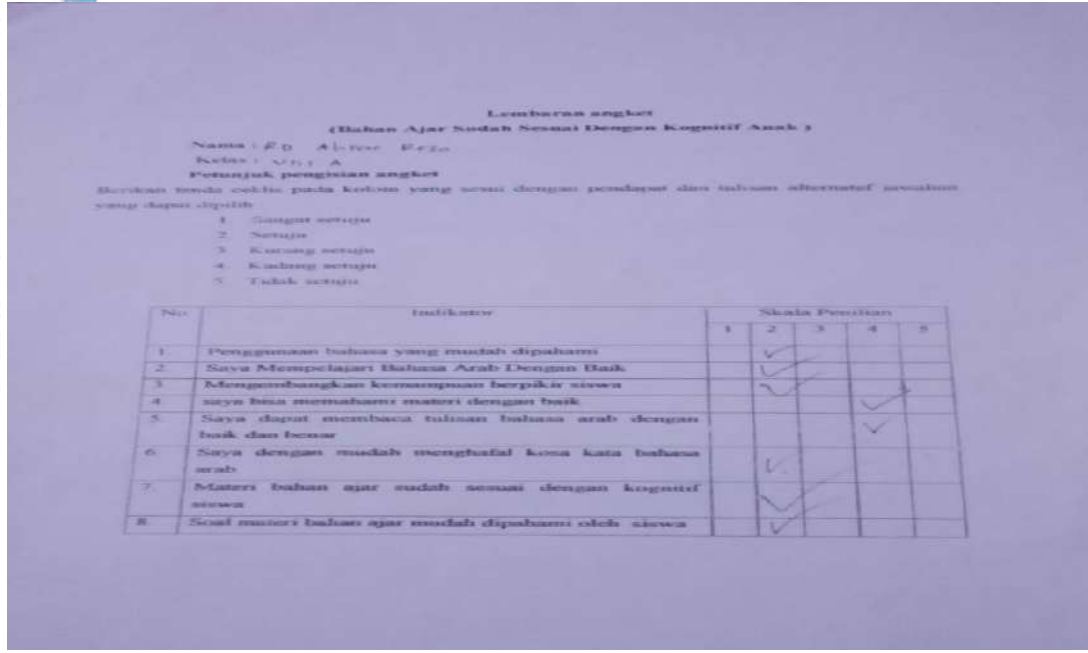 Lembaran angket
(Bahan Ajar Sudah Sesuai Dengan Kognitif Anak )
Nama :
Kelas : VIII A
Petunjuk pengisian angket
Berikan tanda ceklis pada kolom yang sesuai dengan pendapat dan tulisan alternatef jawaban
yang dapat dipilih
1. Sangat setuju
2. Setuju
3. Kurang setuju
4. Kadang setuju
5. Tidak setuju
No Indikator Skala
1 2 3 4 5
1 Penggunaan bahasa yang mudah dipahami
2. Saya Mempelajari Bahasa Arab Dengan Baik
3 Mengembangkan kemampuan berpikir siswa
4 saya bisa memahami materi dengan baik
5. Saya dapat membaca tulisan bahasa arab dengan
baik dan benar
6 Saya dengan mudah menghafal kosa kata bahasa
arab
7. Materi bahan ajar sudah sesuai dengan kognitif
siswa
8. Soal materi bahan ajar mudah dipahami oleh siswa